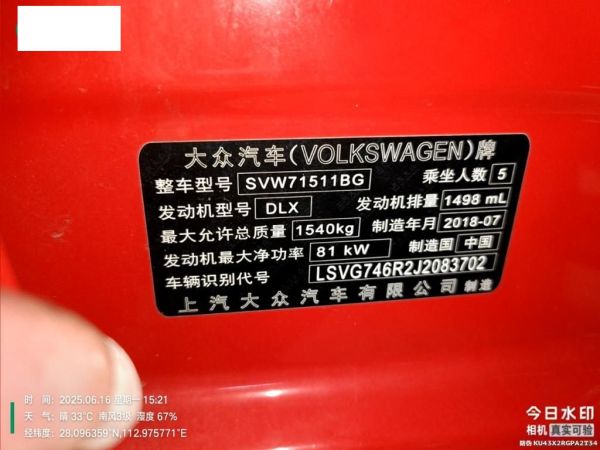 大众汽车(VOLKSWAGEN)牌
整车型号 SVW71511BG 乘坐人数 5
发动机型号 DLX 发动机排量 1498 mL
最大允许总质量 1540kg 制造年月 2018-07
发动机最大净功率 81 kW 制造国 中国
车辆识别代号 LSVG746R2J2083702
上汽大众汽车有限公司 制造
时 间：2025.06.16 星期一 15:21
天 气：晴 33℃ 南风3级 湿度 67%
经纬度：28.096359°N,112.975771°E
今日水印
相机 真实可验
防伪 KU43X2RGPA2T34